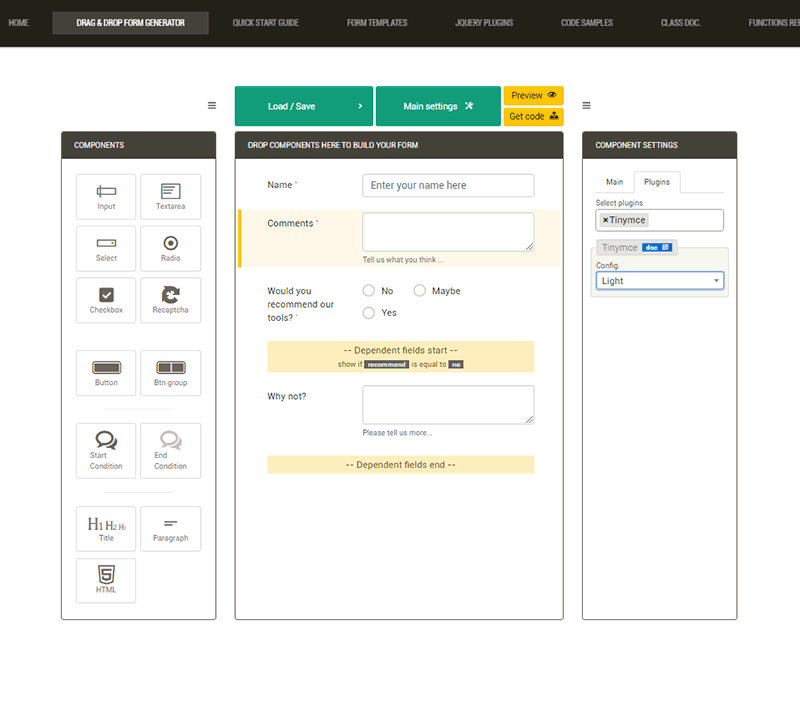 HOME
DRAG & DROP FORM GENERATOR
QUICK START GUIDE
FORM TEMPLATES
JQUERY PLUGINS
CODE SAMPLES
CLASS DOC.
FUNCTIONS
Load / Save
Main settings
Preview
Get code
COMPONENTS
Input
Textarea
Select
Radio
Checkbox
Recaptcha
Button
Btn group
Start
Condition
End
Condition
H1 H2 H3
Title
Paragraph
HTML
DROP COMPONENTS HERE TO BUILD YOUR FORM
Name *
Enter your name here
Comments *
Tell us what you think ...
Would you
recommend our
tools? *
No
Maybe
Yes
-- Dependent fields start --
show if recommend is equal to no
Why not?
Please tell us more...
-- Dependent fields end --
COMPONENT SETTINGS
Main
Plugins
Select plugins
×Tinymce
Tinymce doc
Config.
Light